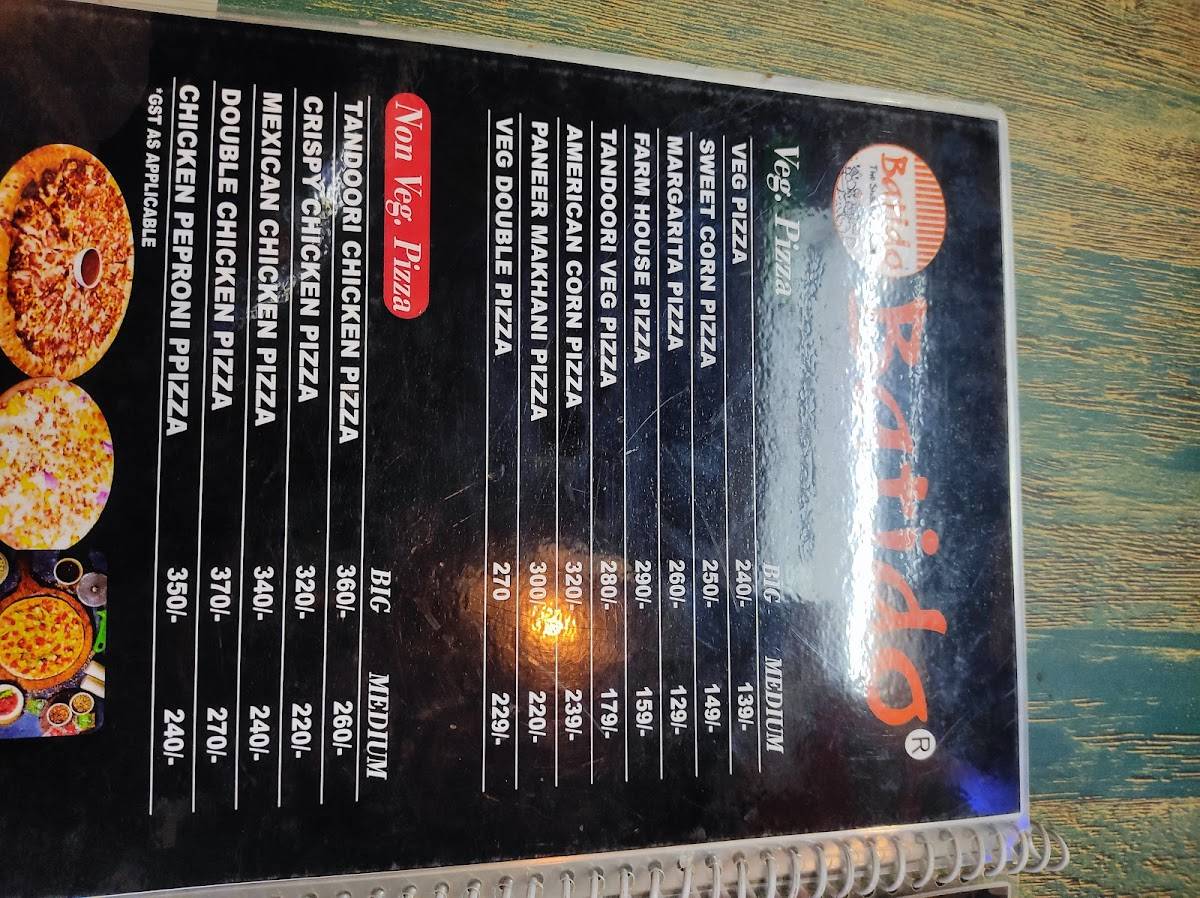 Batido
Batido®
Veg. Pizza BIG MEDIUM
VEG PIZZA 240/- 139/-
SWEET CORN PIZZA 250/- 149/-
MARGARITA PIZZA 260/- 129/-
FARM HOUSE PIZZA 290/- 159/-
TANDOORI VEG PIZZA 280/- 179/-
AMERICAN CORN PIZZA 320/- 239/-
PANEER MAKHANI PIZZA 300/- 220/-
VEG DOUBLE PIZZA 270 229/-
Non Veg. Pizza BIG MEDIUM
TANDOORI CHICKEN PIZZA 360/- 260/-
CRISPY CHICKEN PIZZA 320/- 220/-
MEXICAN CHICKEN PIZZA 340/- 240/-
DOUBLE CHICKEN PIZZA 370/- 270/-
CHICKEN PEPRONI PPIZZA 350/- 240/-
*GST AS APPLICABLE